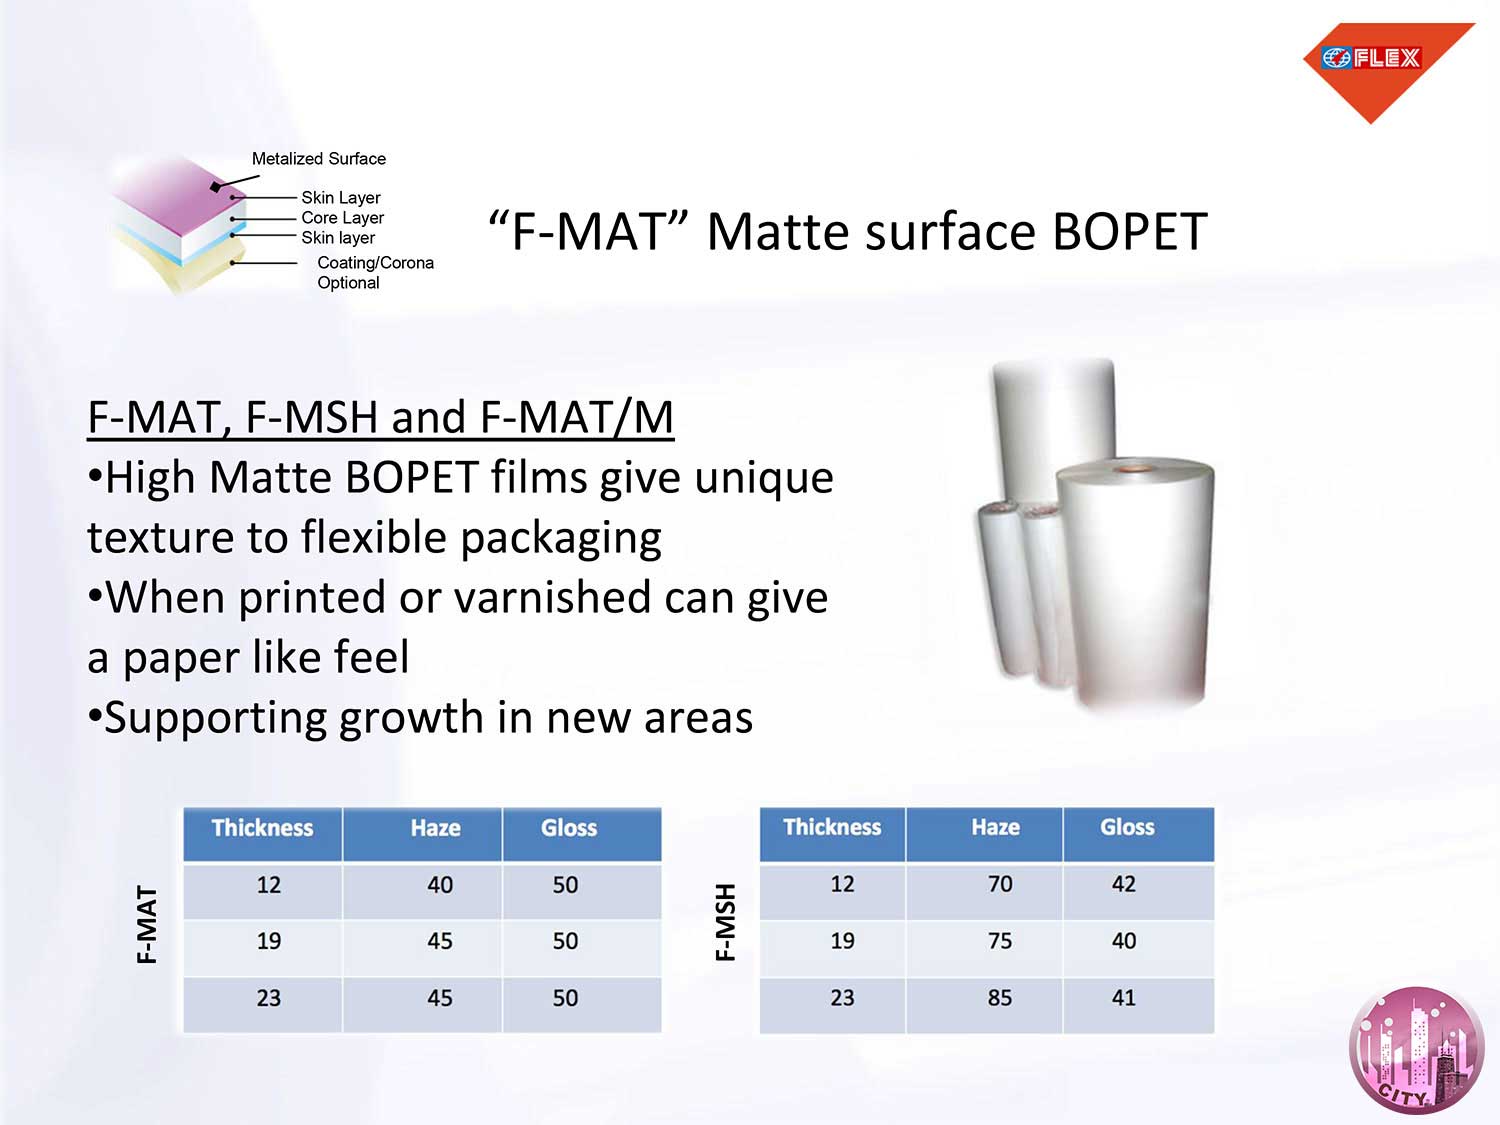 FLEX
Metalized Surface
Skin Layer
Core Layer
Skin layer
Coating/Corona
Optional
“F-MAT” Matte surface BOPET
F-MAT, F-MSH and F-MAT/M
•High Matte BOPET films give unique
texture to flexible packaging
•When printed or varnished can give
a paper like feel
•Supporting growth in new areas
F-MAT
Thickness Haze Gloss
12 40 50
19 45 50
23 45 50
F-MSH
Thickness Haze Gloss
12 70 42
19 75 40
23 85 41
CITY